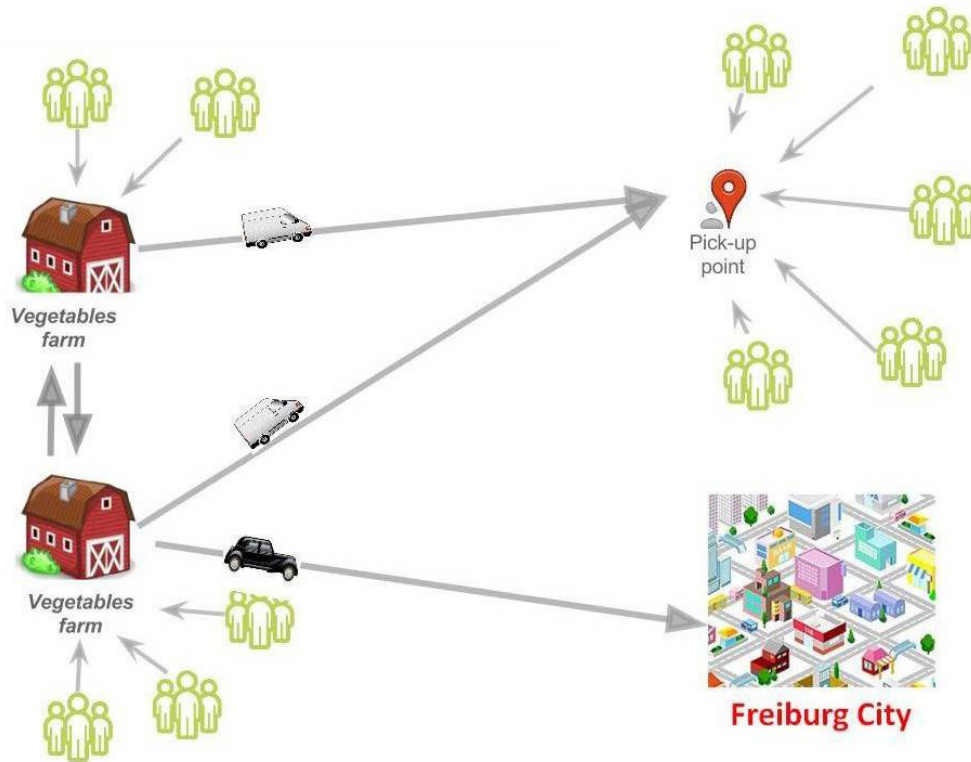 Pick-up
point
Vegetables
farm
Vegetables
farm
Freiburg City